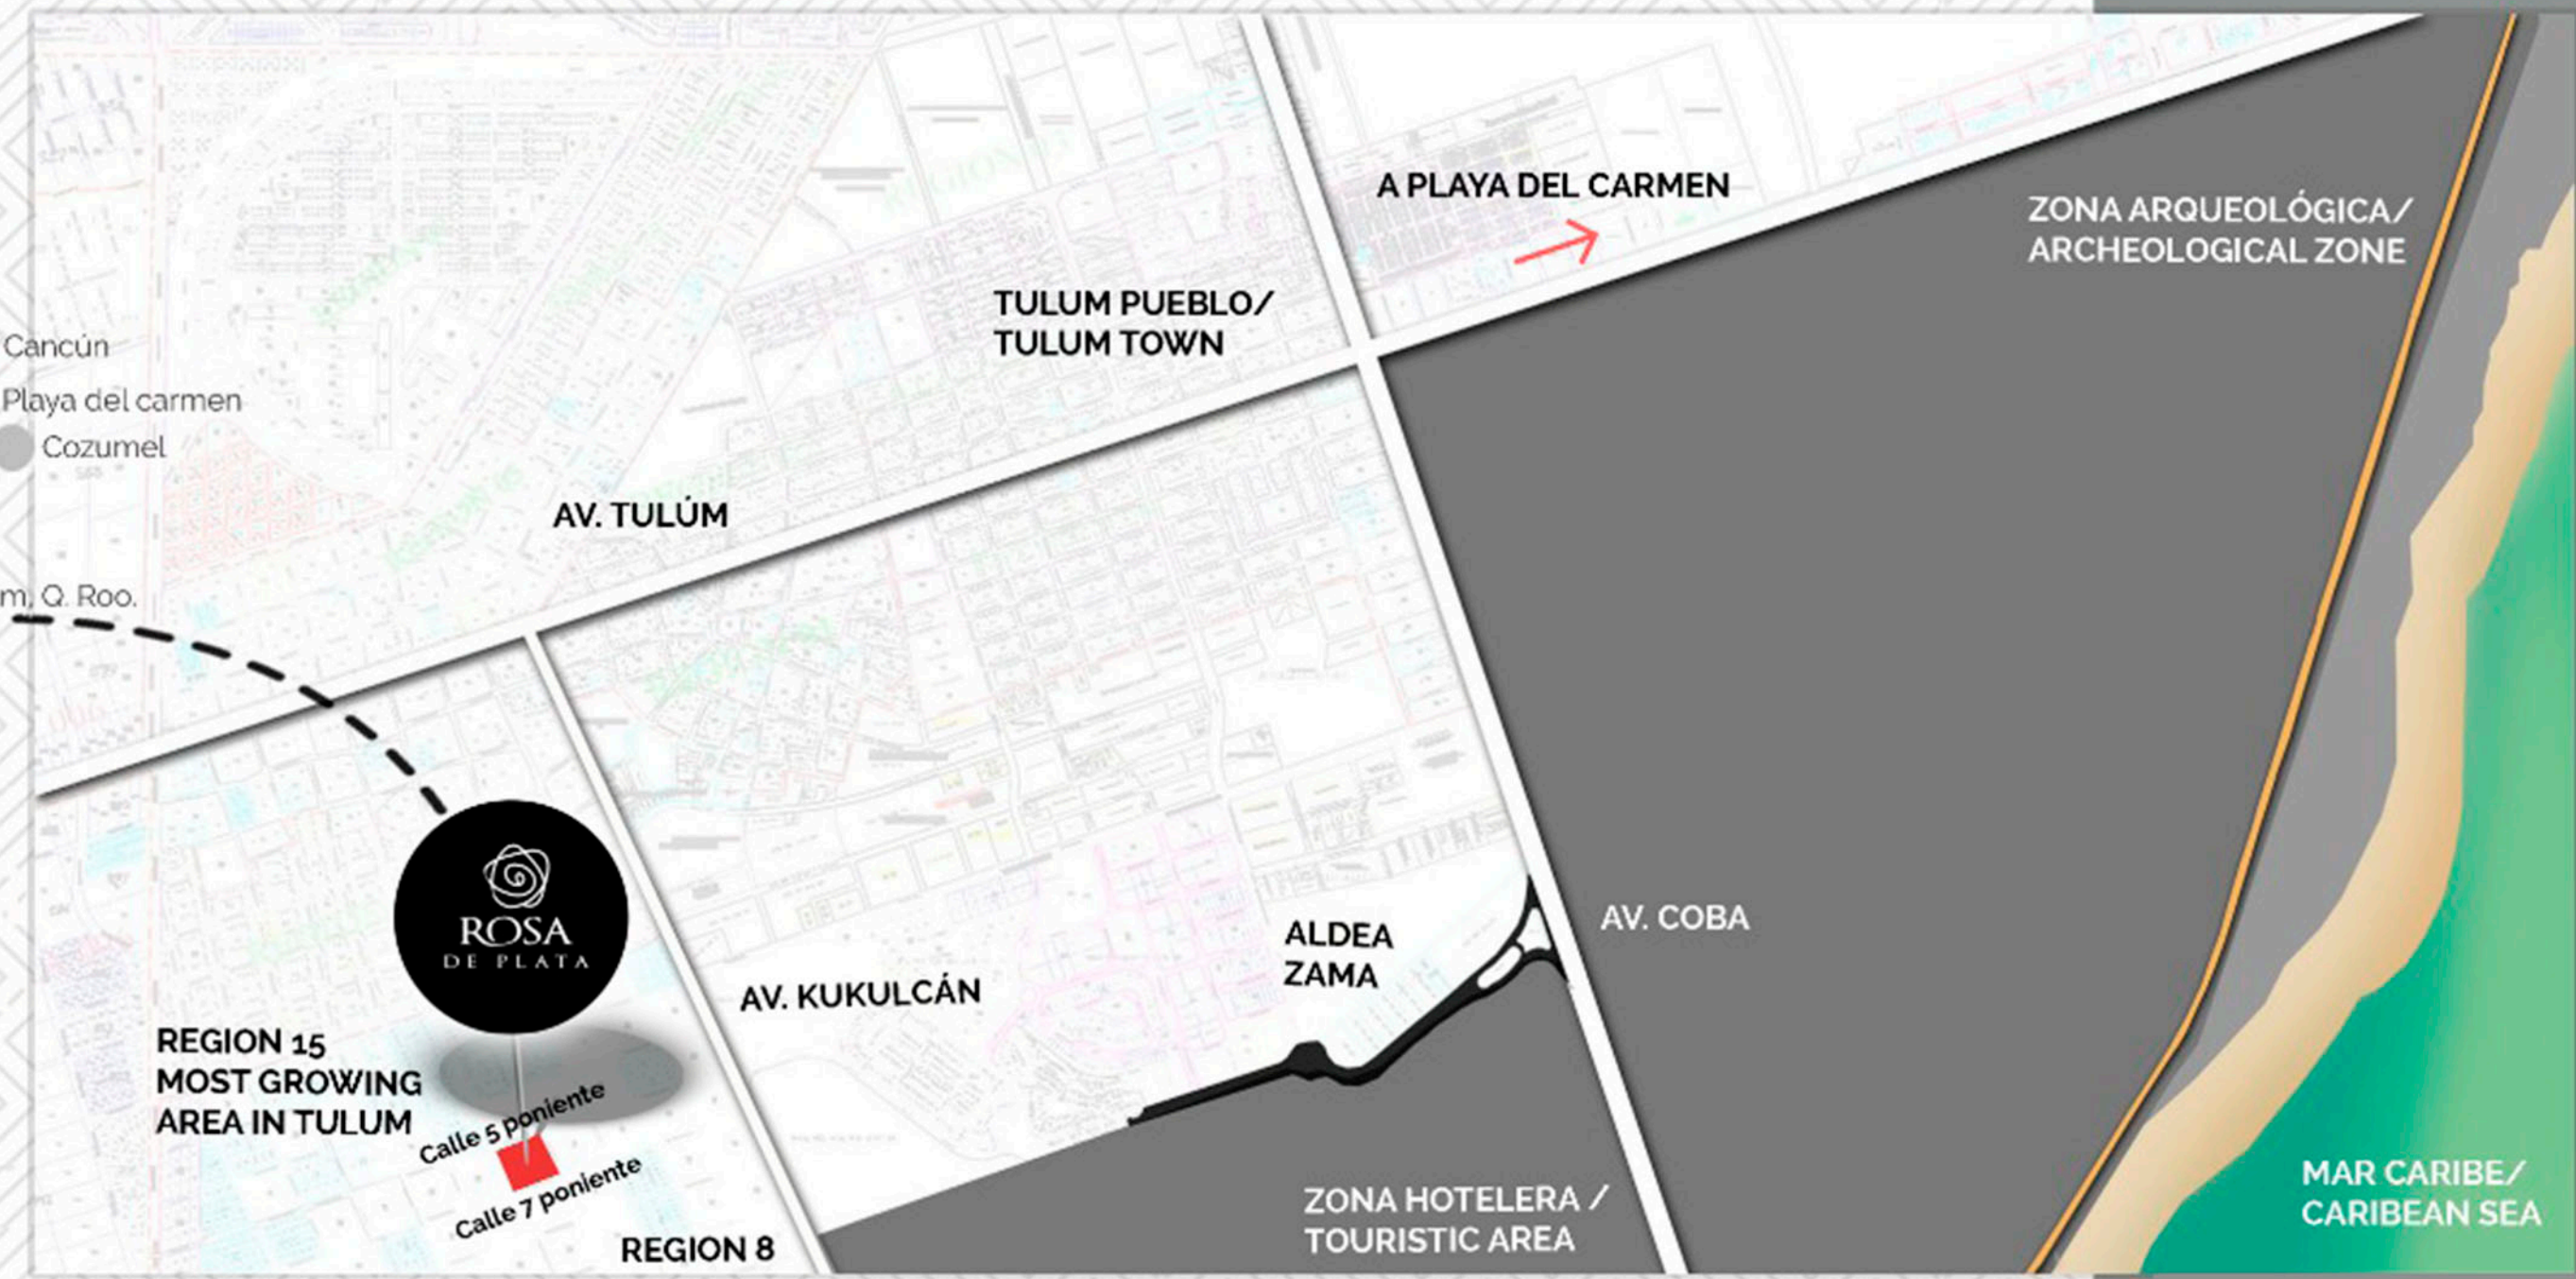 A PLAYA DEL CARMEN
ZONA ARQUEOLÓGICA/
ARCHEOLOGICAL ZONE
TULUM PUEBLO/
TULUM TOWN
Cancún
Playa del carmen
Cozumel
AV. TULÚM
m, Q. Roo.
ROSA
DE PLATA
AV. KUKULCÁN
ALDEA
ZAMA
AV. COBA
REGION 15
MOST GROWING
AREA IN TULUM
Calle 5 poniente
Calle 7 poniente
REGION 8
ZONA HOTELERA /
TOURISTIC AREA
MAR CARIBE/
CARIBEAN SEA